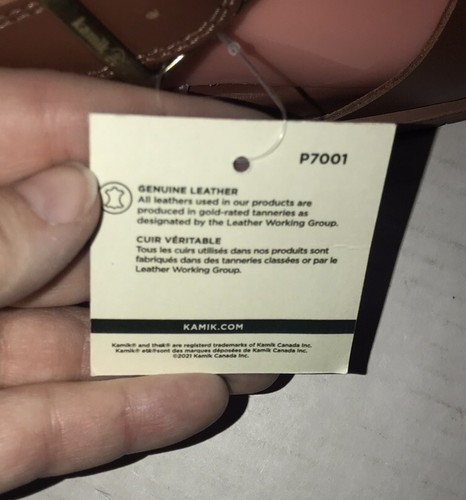 P7001
GENUINE LEATHER
All leathers used in our products are
produced in gold-rated tanneries as
designated by the Leather Working Group.
CUIR VÉRITABLE
Tous les cuirs utilisés dans nos produits sont
fabriqués dans des tanneries classées or par le
Leather Working Group.
KAMIK.COM
Kamik® and are registerd trademarks of Kamik Canada Inc.
Kamik® sont des marques déposées de Kamik Canada Inc.
©2021 Kamik Canada Inc.